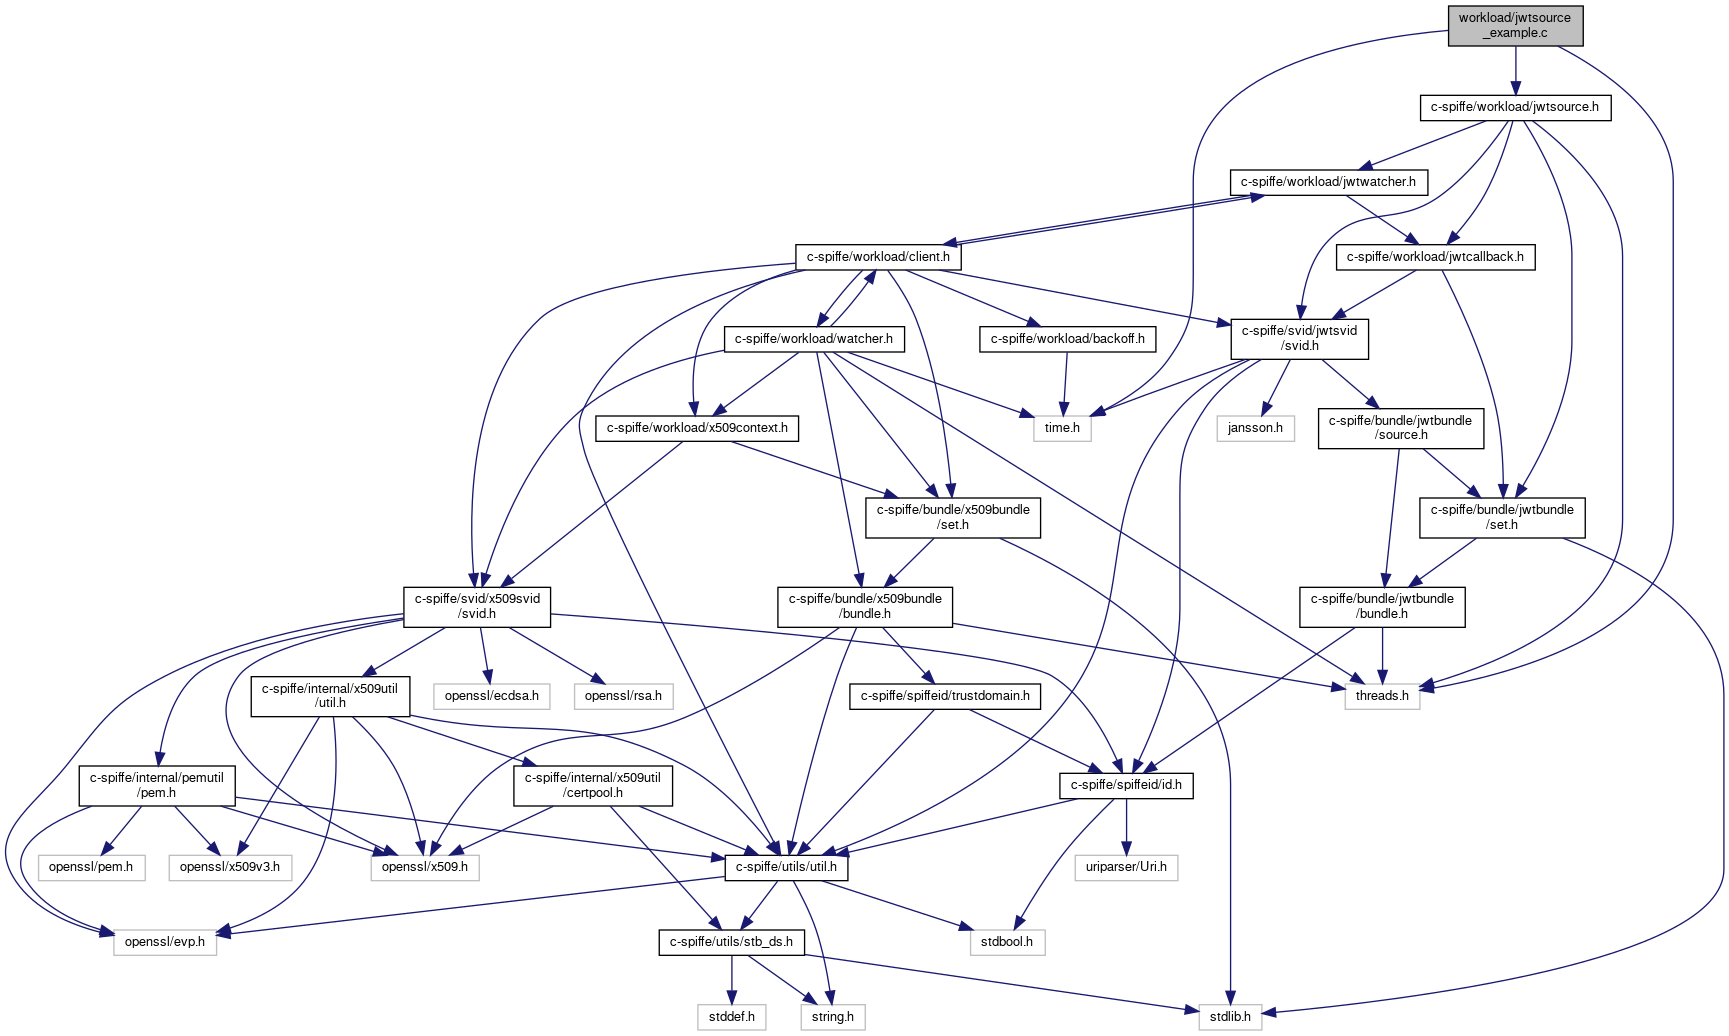 workload/jwtsource
_example.c
c-spiffe/workload/jwtsource.h
c-spiffe/workload/jwtwatcher.h
c-spiffe/workload/client.h
c-spiffe/workload/jwtcallback.h
c-spiffe/workload/watcher.h
c-spiffe/workload/backoff.h
c-spiffe/svid/jwtsvid
/svid.h
c-spiffe/workload/x509context.h
time.h
jansson.h
c-spiffe/bundle/jwtbundle
/source.h
c-spiffe/bundle/x509bundle
/set.h
c-spiffe/bundle/jwtbundle
/set.h
c-spiffe/svid/x509svid
/svid.h
c-spiffe/bundle/x509bundle
/bundle.h
c-spiffe/bundle/jwtbundle
/bundle.h
c-spiffe/internal/x509util
/util.h
openssl/ecdsa.h
openssl/rsa.h
c-spiffe/spiffeid/trustdomain.h
threads.h
c-spiffe/internal/pemutil
/pem.h
c-spiffe/internal/x509util
/certpool.h
c-spiffe/spiffeid/id.h
openssl/pem.h
openssl/x509v3.h
openssl/x509.h
c-spiffe/utils/util.h
uriparser/Uri.h
openssl/evp.h
c-spiffe/utils/stb_ds.h
stdbool.h
stddef.h
string.h
stdlib.h